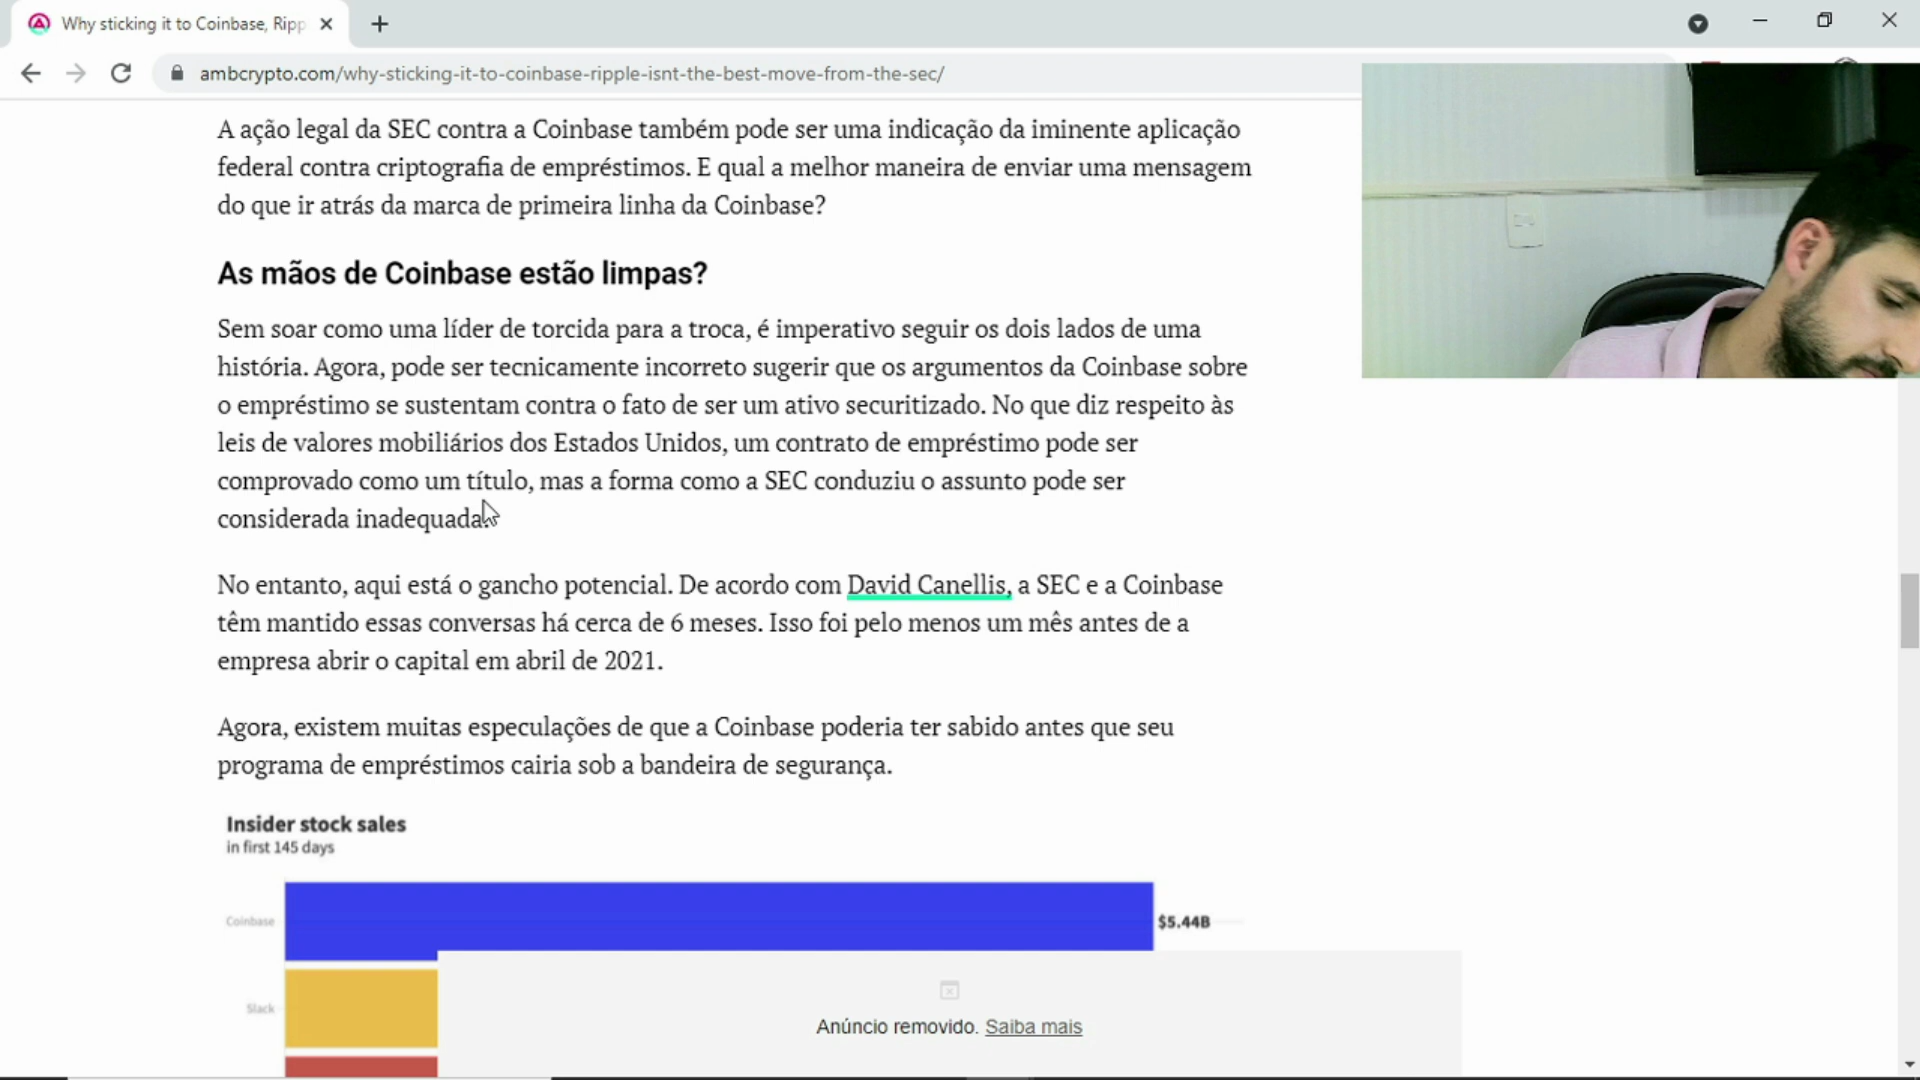 Why sticking it to Coinbase, Ripp
ambcrypto.com/why-sticking-it-to-coinbase-ripple-isnt-the-best-move-from-the-sec/
A ação legal da SEC contra a Coinbase também pode ser uma indicação da iminente aplicação
federal contra criptografia de empréstimos. E qual a melhor maneira de enviar uma mensagem
do que ir atrás da marca de primeira linha da Coinbase?
As mãos de Coinbase estão limpas?
Sem soar como uma líder de torcida para a troca, é imperativo seguir os dois lados de uma
história. Agora, pode ser tecnicamente incorreto sugerir que os argumentos da Coinbase sobre
o empréstimo se sustentam contra o fato de ser um ativo securitizado. No que diz respeito às
leis de valores mobiliários dos Estados Unidos, um contrato de empréstimo pode ser
comprovado como um título, mas a forma como a SEC conduziu o assunto pode ser
considerada inadequada.
No entanto, aqui está o gancho potencial. De acordo com David Canellis, a SEC e a Coinbase
têm mantido essas conversas há cerca de 6 meses. Isso foi pelo menos um mês antes de a
empresa abrir o capital em abril de 2021.
Agora, existem muitas especulações de que a Coinbase poderia ter sabido antes que seu
programa de empréstimos cairia sob a bandeira de segurança.
Insider stock sales
in first 145 days
Coinbase
$5.44B
Slack
Anúncio removido. Saiba mais